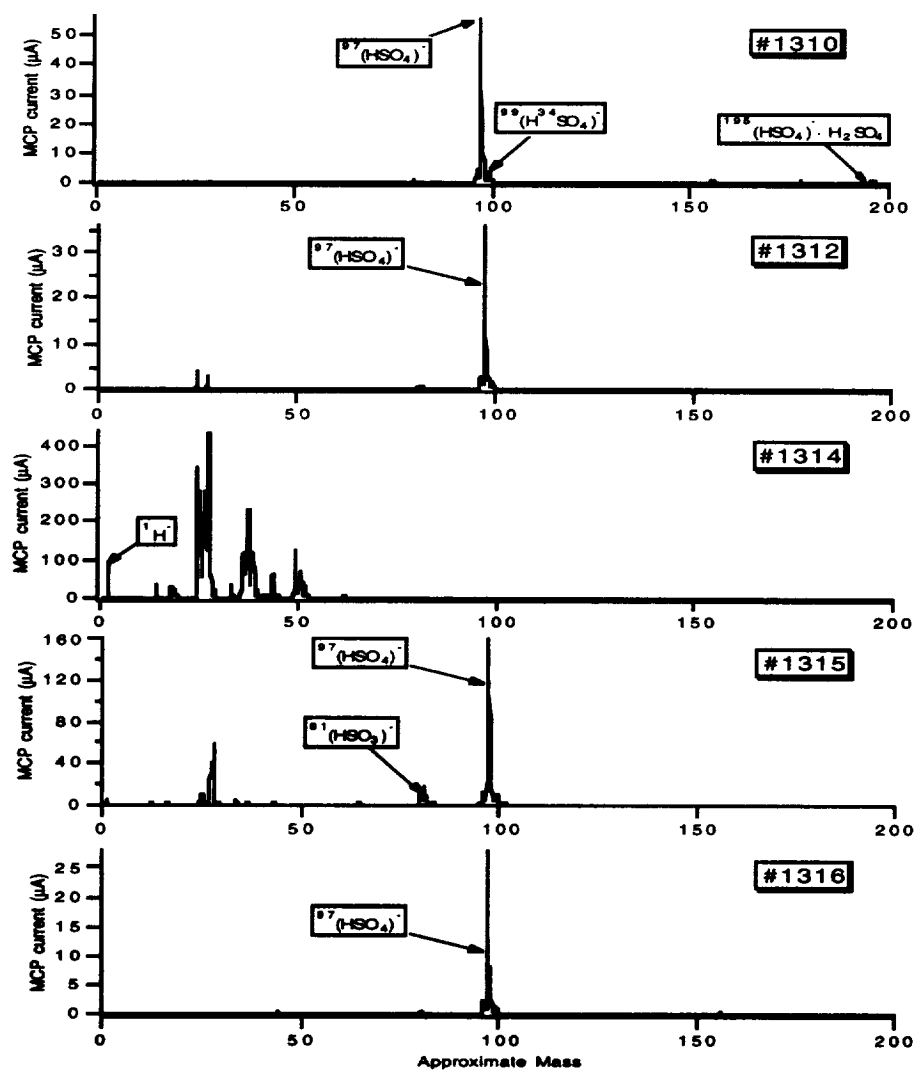 MCP current (µA)
50
40
30
20
10
0
⁹⁷(HSO₄)⁻
⁹⁹(H³⁴SO₄)⁻
¹⁹⁵(HSO₄)⁻·H₂SO₄
#1310
0 50 100 150 200
MCP current (µA)
30
20
10
0
⁹⁷(HSO₄)⁻
#1312
0 50 100 150 200
MCP current (µA)
400
300
200
100
0
¹H⁻
#1314
0 50 100 150 200
MCP current (µA)
160
120
80
40
0
⁹⁷(HSO₄)⁻
⁸¹(HSO₃)⁻
#1315
0 50 100 150 200
MCP current (µA)
25
20
15
10
5
0
⁹⁷(HSO₄)⁻
#1316
0 50 100 150 200
Approximate Mass